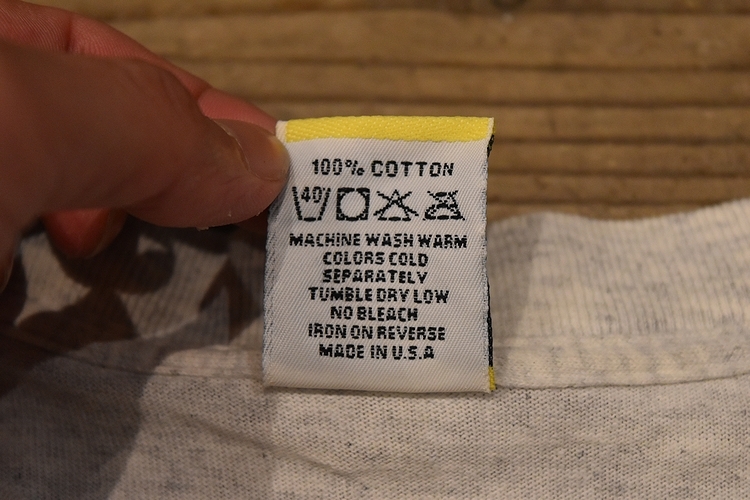 100% COTTON
40
MACHINE WASH WARM
COLORS COLD
SEPARATELY
TUMBLE DRY LOW
NO BLEACH
IRON ON REVERSE
MADE IN U.S.A